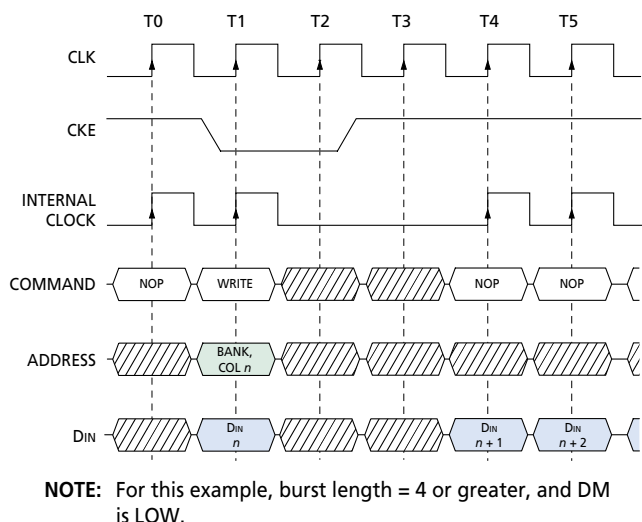 T0 T1 T2 T3 T4 T5
CLK
CKE
INTERNAL
CLOCK
COMMAND NOP WRITE NOP NOP
ADDRESS BANK,
COL n
DIN DIN
n DIN
n + 1 DIN
n + 2
NOTE: For this example, burst length = 4 or greater, and DM
is LOW.